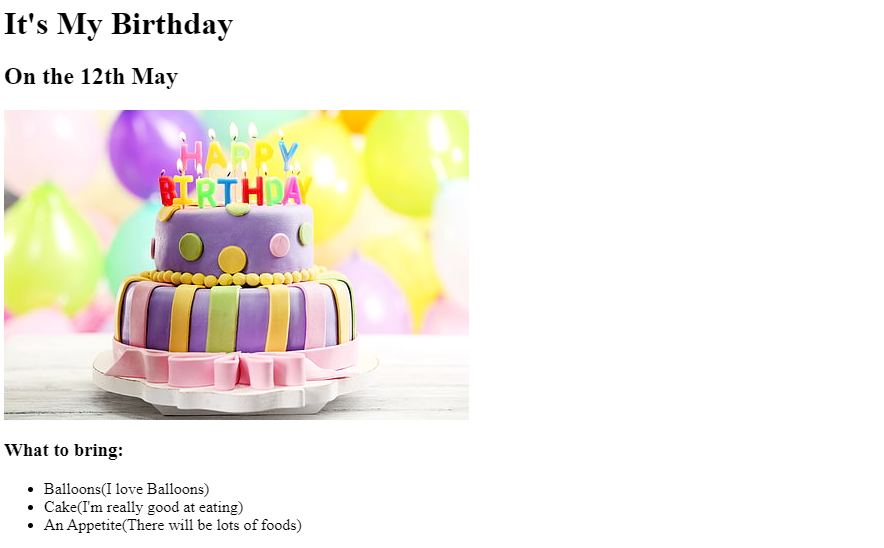 It's My Birthday
On the 12th May
HAPPY
BIRTHDAY
What to bring:
Balloons(I love Balloons)
Cake(I'm really good at eating)
An Appetite(There will be lots of foods)